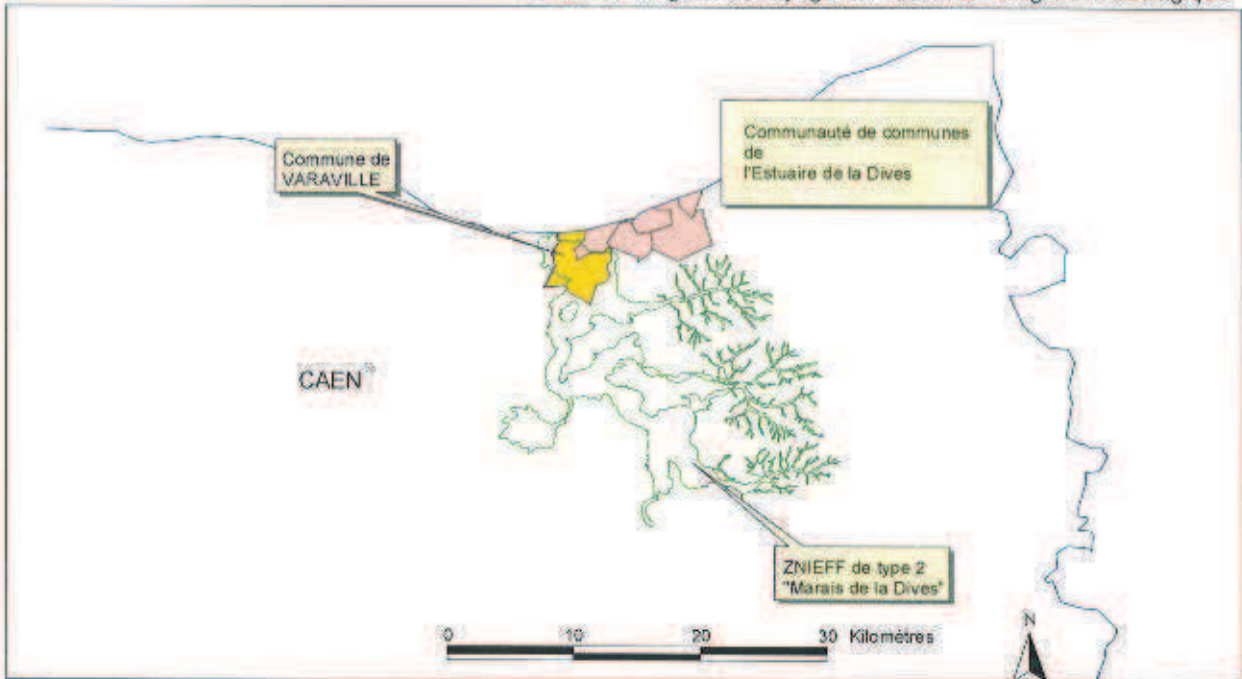 Commune de
VARAVILLE
Communauté de communes
de
l'Estuaire de la Dives
CAEN
ZNIEFF de type 2
"Marais de la Dives"
0 10 20 30 Kilomètres
N